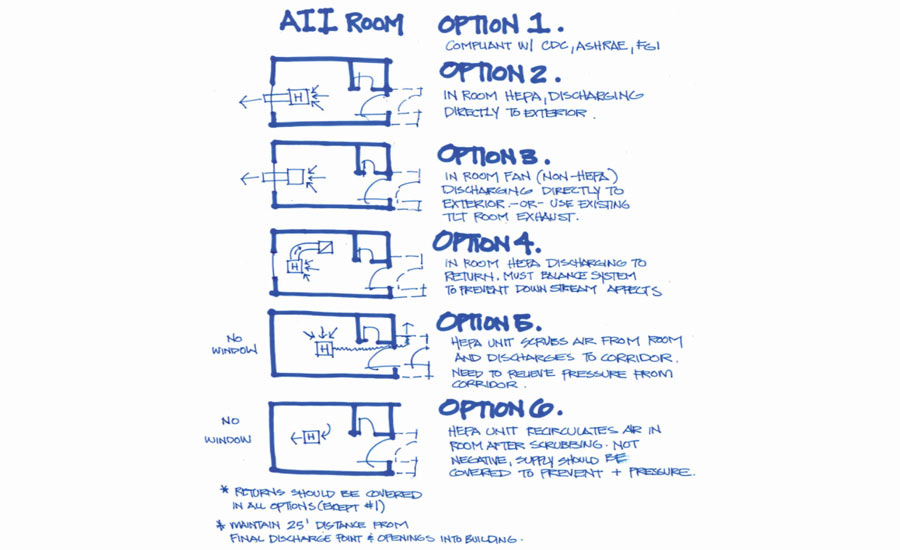 AII ROOM
OPTION 1.
COMPLIANT W/ CDC, ASHRAE, FGI
OPTION 2.
IN ROOM HEPA, DISCHARGING
DIRECTLY TO EXTERIOR.
H
OPTION 3.
IN ROOM FAN (NON-HEPA)
DISCHARGING DIRECTLY TO
EXTERIOR. -OR- USE EXISTING
TLT ROOM EXHAUST.
OPTION 4.
IN ROOM HEPA DISCHARGING TO
RETURN. MUST BALANCE SYSTEM
TO PREVENT DOWN STREAM AFFECTS
H
OPTION 5.
HEPA UNIT SCRUBS AIR FROM ROOM
AND DISCHARGES TO CORRIDOR.
NEED TO RELIEVE PRESSURE FROM
CORRIDOR.
NO
WINDOW
H
OPTION 6.
HEPA UNIT RECIRCULATES AIR IN
ROOM AFTER SCRUBBING. NOT
NEGATIVE, SUPPLY SHOULD BE
COVERED TO PREVENT + PRESSURE.
NO
WINDOW
H
* RETURNS SHOULD BE COVERED
IN ALL OPTIONS (EXCEPT #1)
* MAINTAIN 25' DISTANCE FROM
FINAL DISCHARGE POINT & OPENINGS INTO BUILDING.